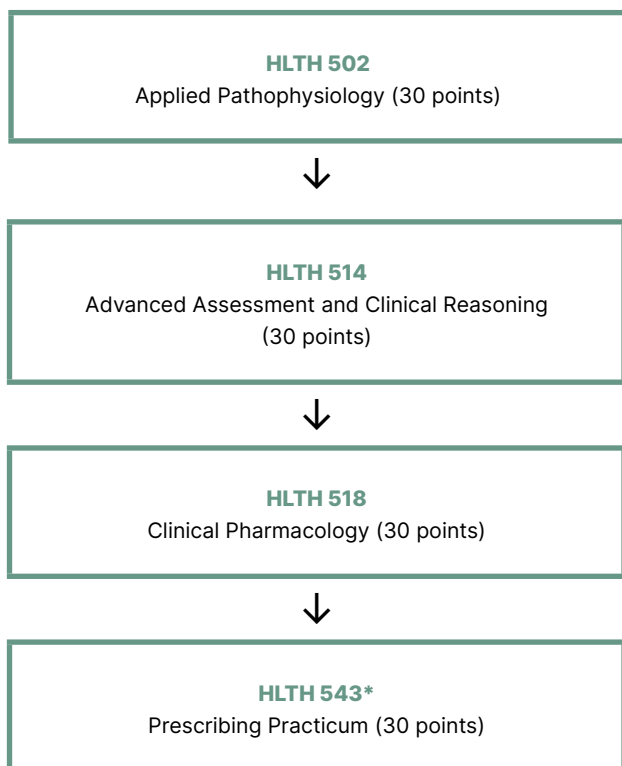 HLTH 502
Applied Pathophysiology (30 points)
HLTH 514
Advanced Assessment and Clinical Reasoning
(30 points)
HLTH 518
Clinical Pharmacology (30 points)
HLTH 543*
Prescribing Practicum (30 points)